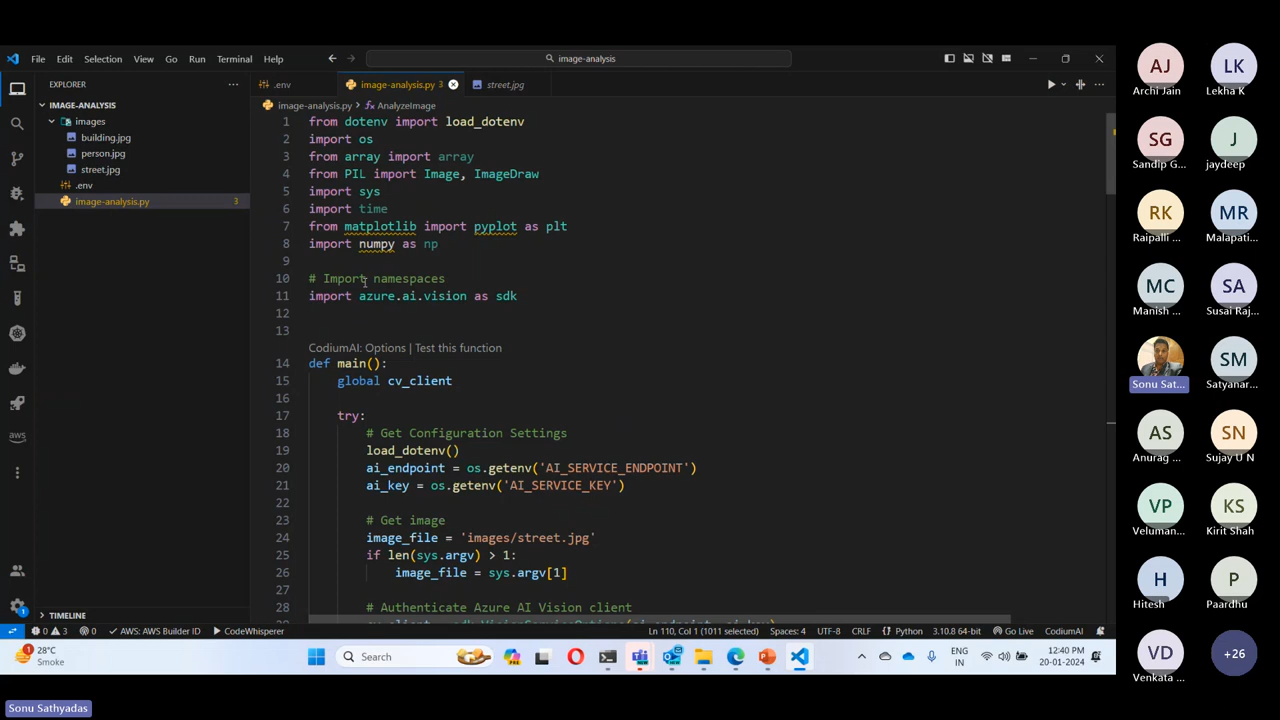 File Edit Selection View Go Run Terminal Help
image-analysis
EXPLORER
IMAGE-ANALYSIS
images
building.jpg
person.jpg
street.jpg
.env
image-analysis.py 3
TIMELINE
.env
image-analysis.py 3
street.jpg
image-analysis.py > AnalyzeImage
1 from dotenv import load_dotenv
2 import os
3 from array import array
4 from PIL import Image, ImageDraw
5 import sys
6 import time
7 from matplotlib import pyplot as plt
8 import numpy as np
9
10 # Import namespaces
11 import azure.ai.vision as sdk
12
13
CodiumAI: Options | Test this function
14 def main():
15 global cv_client
16
17 try:
18 # Get Configuration Settings
19 load_dotenv()
20 ai_endpoint = os.getenv('AI_SERVICE_ENDPOINT')
21 ai_key = os.getenv('AI_SERVICE_KEY')
22
23 # Get image
24 image_file = 'images/street.jpg'
25 if len(sys.argv) > 1:
26 image_file = sys.argv[1]
27
28 # Authenticate Azure AI Vision client
aws
1
0 3 0 AWS: AWS Builder ID CodeWhisperer Ln 110, Col 1 (1011 selected) Spaces: 4 UTF-8 CRLF Python 3.10.8 64-bit Go Live CodiumAI
1
28°C
Smoke
Search
ENG
IN
12:40 PM
20-01-2024
Sonu Sathyadas
AJ
Archi Jain
LK
Lekha K
SG
Sandip G...
J
jaydeep
RK
Raipalli ...
MR
Malapati...
MC
Manish ...
SA
Susai Raj...
Sonu Sat...
SM
Satyanar...
AS
Anurag ...
SN
Sujay U N
VP
Veluman...
KS
Kirit Shah
H
Hitesh
P
Paardhu
VD
Venkata ...
+26